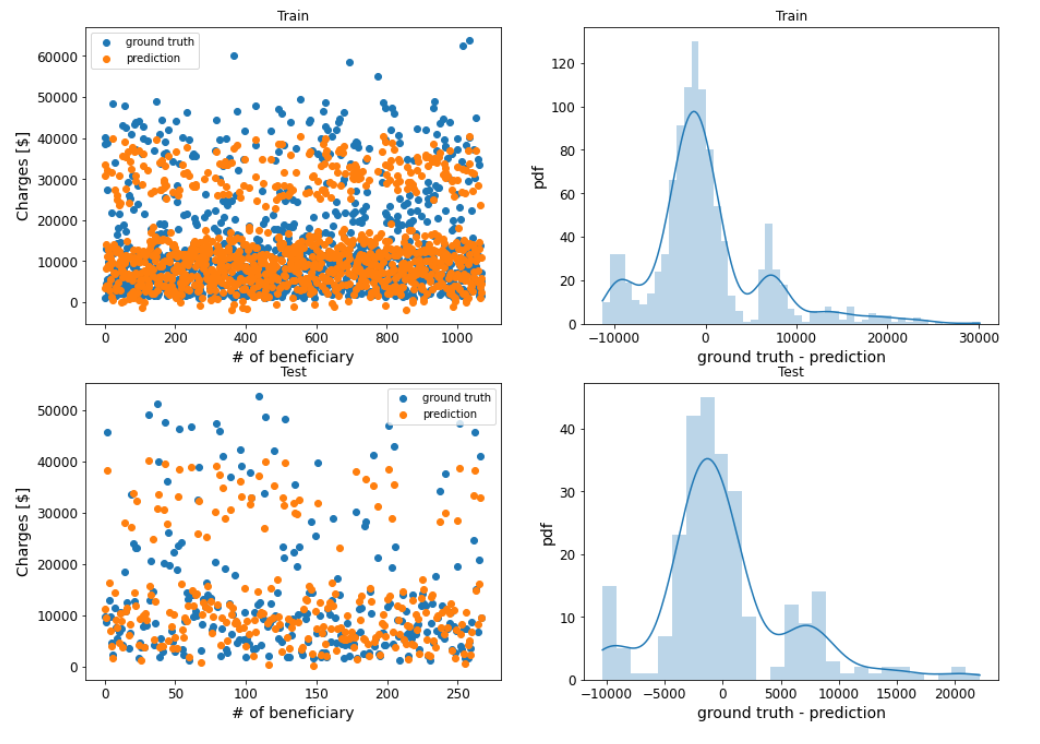 Train
ground truth
prediction
60000
50000
40000
30000
20000
10000
0
Charges [$]
0 200 400 600 800 1000
# of beneficiary
Train
120
100
80
60
40
20
0
pdf
−10000 0 10000 20000 30000
ground truth - prediction
Test
ground truth
prediction
50000
40000
30000
20000
10000
0
Charges [$]
0 50 100 150 200 250
# of beneficiary
Test
40
30
20
10
0
pdf
−10000 −5000 0 5000 10000 15000 20000
ground truth - prediction